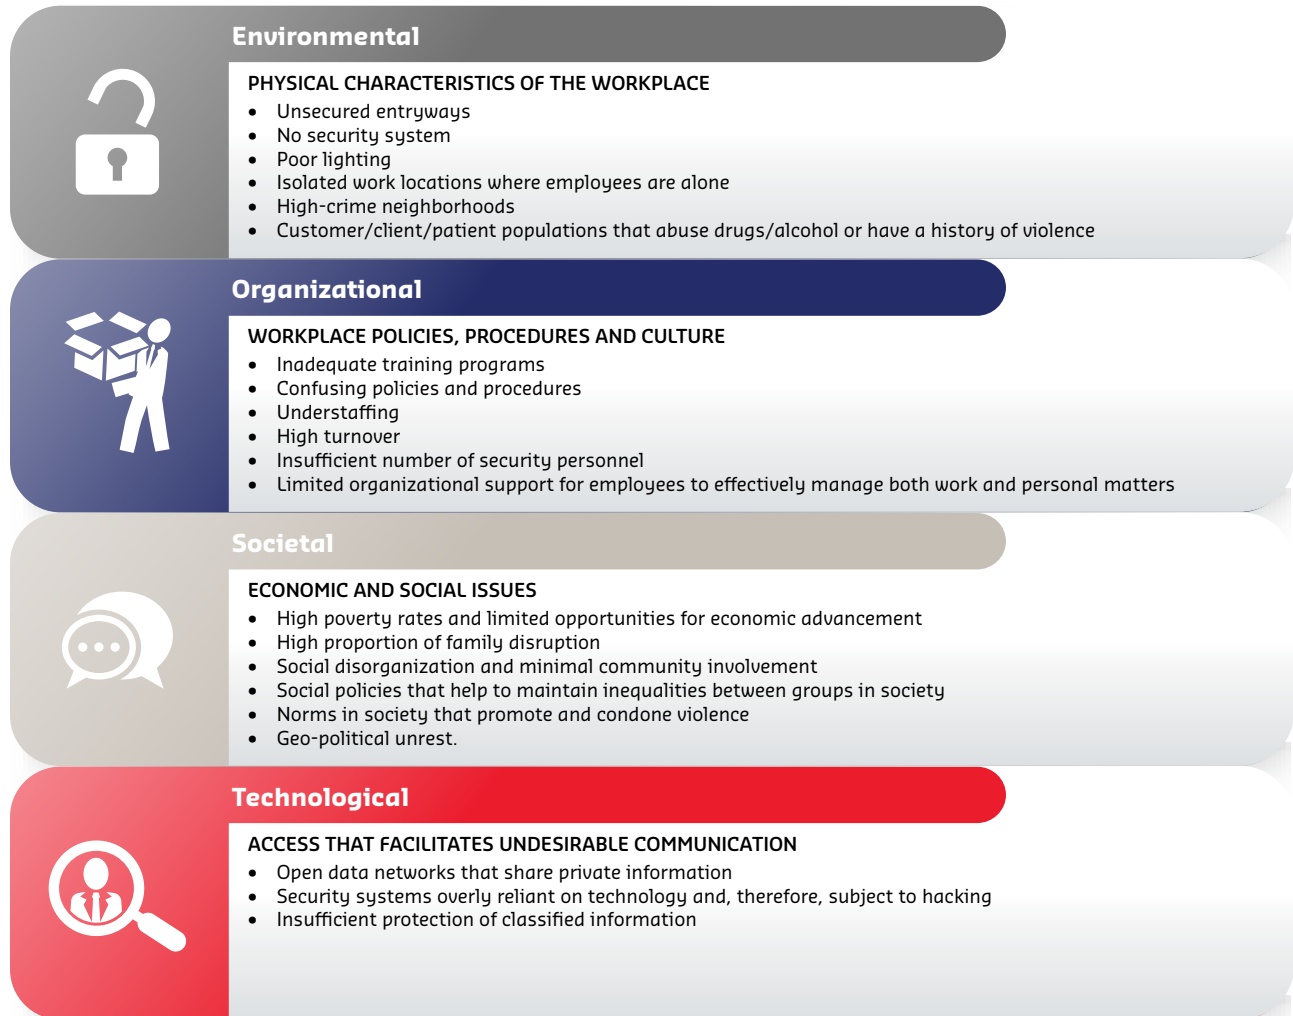 Environmental
PHYSICAL CHARACTERISTICS OF THE WORKPLACE
• Unsecured entryways
• No security system
• Poor lighting
• Isolated work locations where employees are alone
• High-crime neighborhoods
• Customer/client/patient populations that abuse drugs/alcohol or have a history of violence
Organizational
WORKPLACE POLICIES, PROCEDURES AND CULTURE
• Inadequate training programs
• Confusing policies and procedures
• Understaffing
• High turnover
• Insufficient number of security personnel
• Limited organizational support for employees to effectively manage both work and personal matters
Societal
ECONOMIC AND SOCIAL ISSUES
• High poverty rates and limited opportunities for economic advancement
• High proportion of family disruption
• Social disorganization and minimal community involvement
• Social policies that help to maintain inequalities between groups in society
• Norms in society that promote and condone violence
• Geo-political unrest.
Technological
ACCESS THAT FACILITATES UNDESIRABLE COMMUNICATION
• Open data networks that share private information
• Security systems overly reliant on technology and, therefore, subject to hacking
• Insufficient protection of classified information